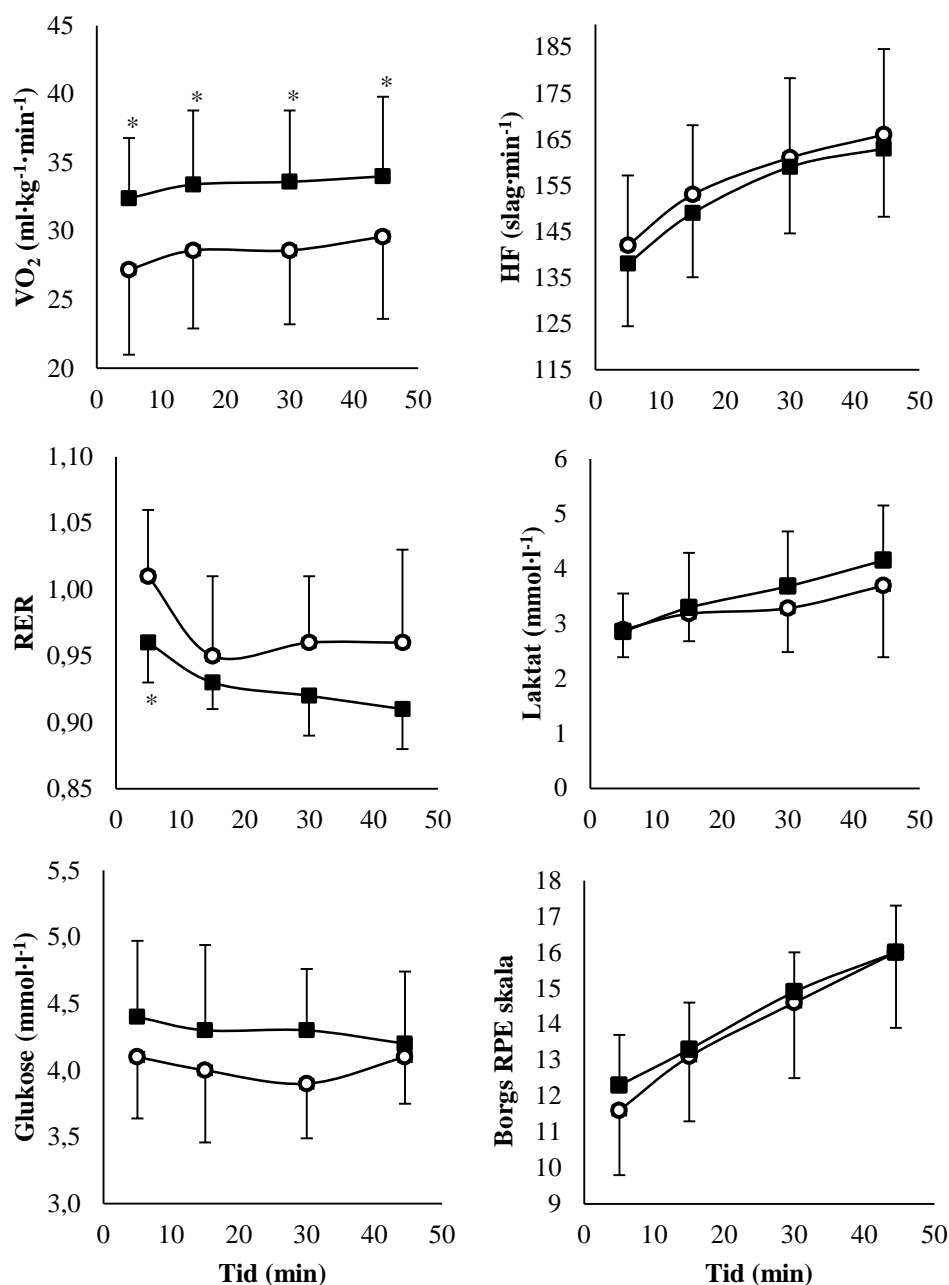 VO₂ (ml·kg⁻¹·min⁻¹)
45
40
35
30
25
20
* * * *
0 10 20 30 40 50
HF (slag·min⁻¹)
185
175
165
155
145
135
125
115
0 10 20 30 40 50
RER
1,10
1,05
1,00
0,95
0,90
0,85
*
0 10 20 30 40 50
Laktat (mmol·l⁻¹)
6
5
4
3
2
1
0
0 10 20 30 40 50
Glukose (mmol·l⁻¹)
5,5
5,0
4,5
4,0
3,5
3,0
0 10 20 30 40 50
Tid (min)
Borgs RPE skala
18
17
16
15
14
13
12
11
10
9
0 10 20 30 40 50
Tid (min)